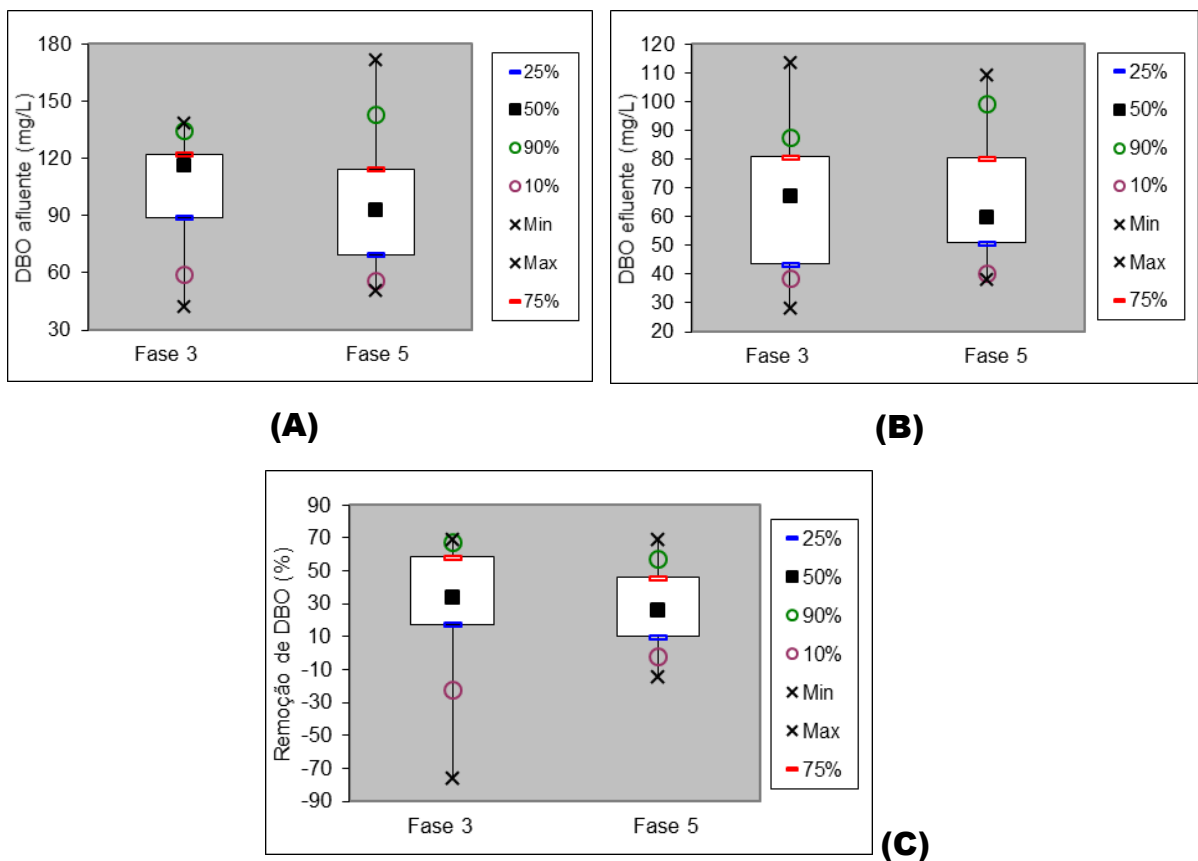 DBO afluente (mg/L)
180
150
120
90
60
30
Fase 3
Fase 5
25%
50%
90%
10%
Min
Max
75%
(A)
DBO efluente (mg/L)
120
110
100
90
80
70
60
50
40
30
20
Fase 3
Fase 5
25%
50%
90%
10%
Min
Max
75%
(B)
Remoção de DBO (%)
90
70
50
30
10
-10
-30
-50
-70
-90
Fase 3
Fase 5
25%
50%
90%
10%
Min
Max
75%
(C)